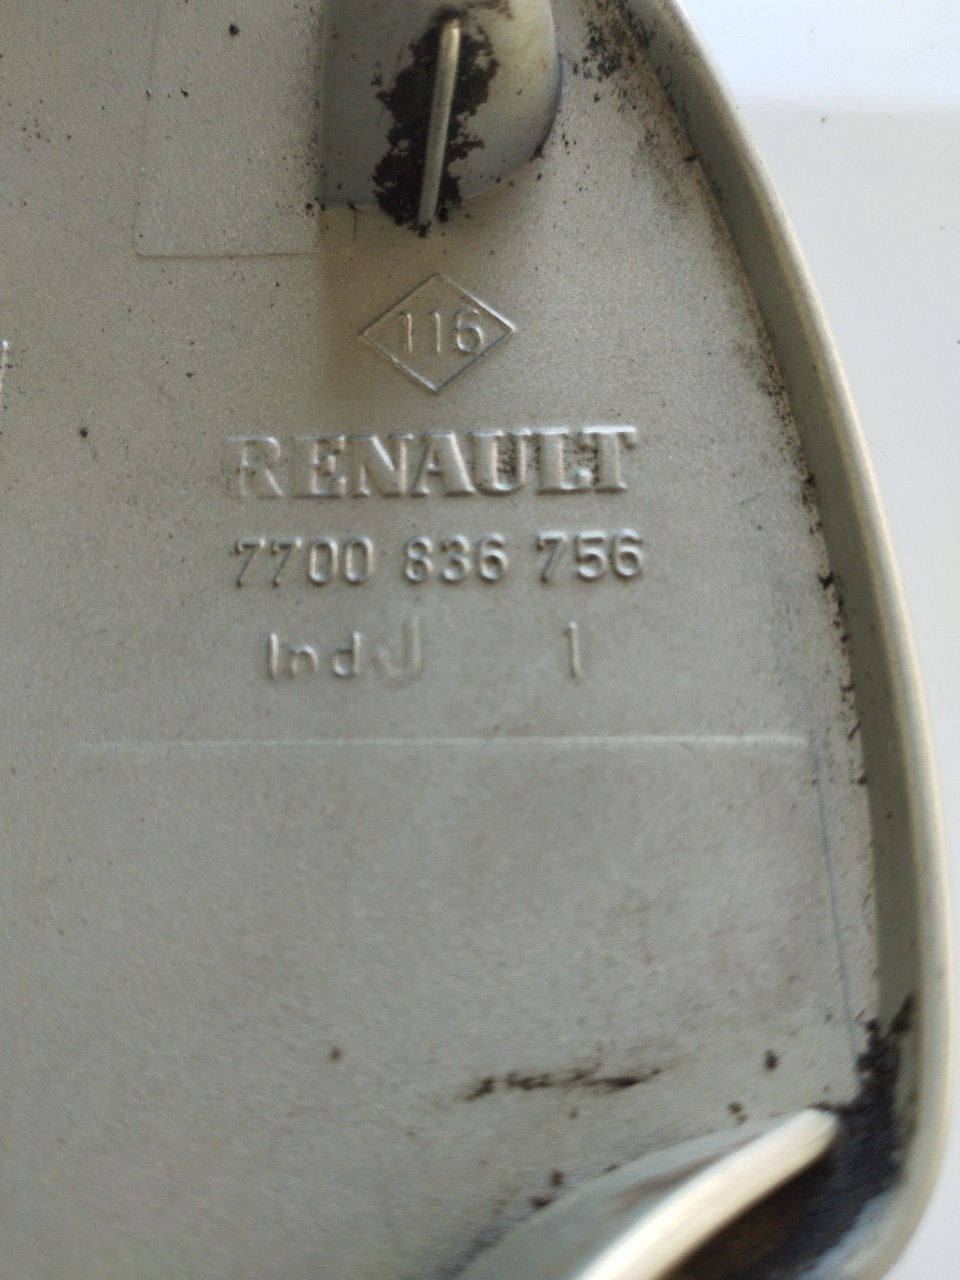 116
RENAULT
7700 836 756
Ind J 1